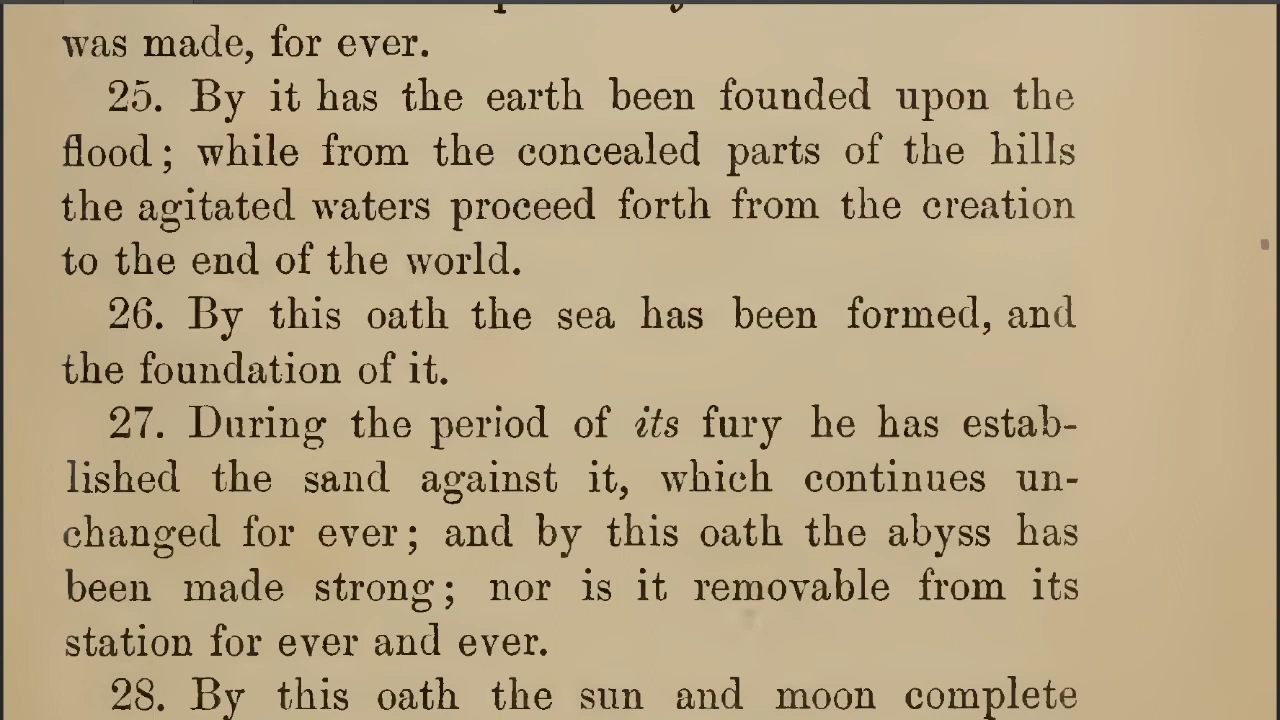 was made, for ever.
25. By it has the earth been founded upon the
flood; while from the concealed parts of the hills
the agitated waters proceed forth from the creation
to the end of the world.
26. By this oath the sea has been formed, and
the foundation of it.
27. During the period of its fury he has estab-
lished the sand against it, which continues un-
changed for ever; and by this oath the abyss has
been made strong; nor is it removable from its
station for ever and ever.
28. By this oath the sun and moon complete